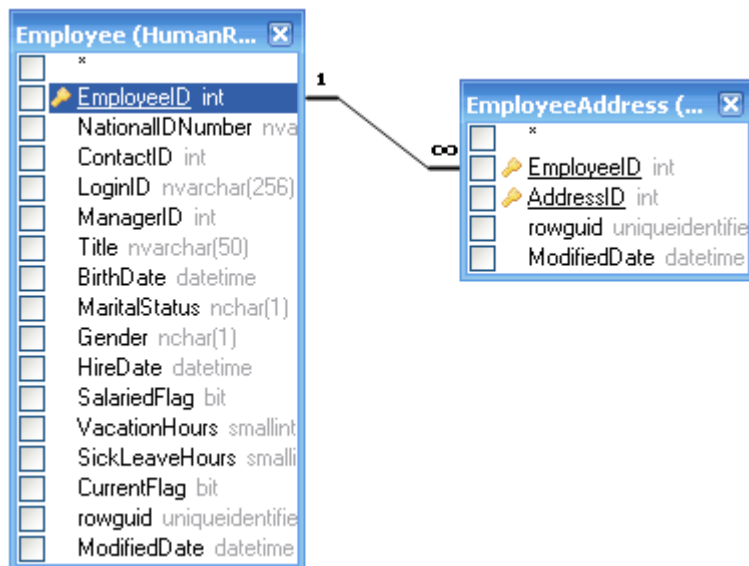 Employee (HumanR...
*
EmployeeID int
NationalIDNumber nva
ContactID int
LoginID nvarchar(256)
ManagerID int
Title nvarchar(50)
BirthDate datetime
MaritalStatus nchar(1)
Gender nchar(1)
HireDate datetime
SalariedFlag bit
VacationHours smallint
SickLeaveHours smalli
CurrentFlag bit
rowguid uniqueidentifie
ModifiedDate datetime
1
∞
EmployeeAddress (...
*
EmployeeID int
AddressID int
rowguid uniqueidentifie
ModifiedDate datetime